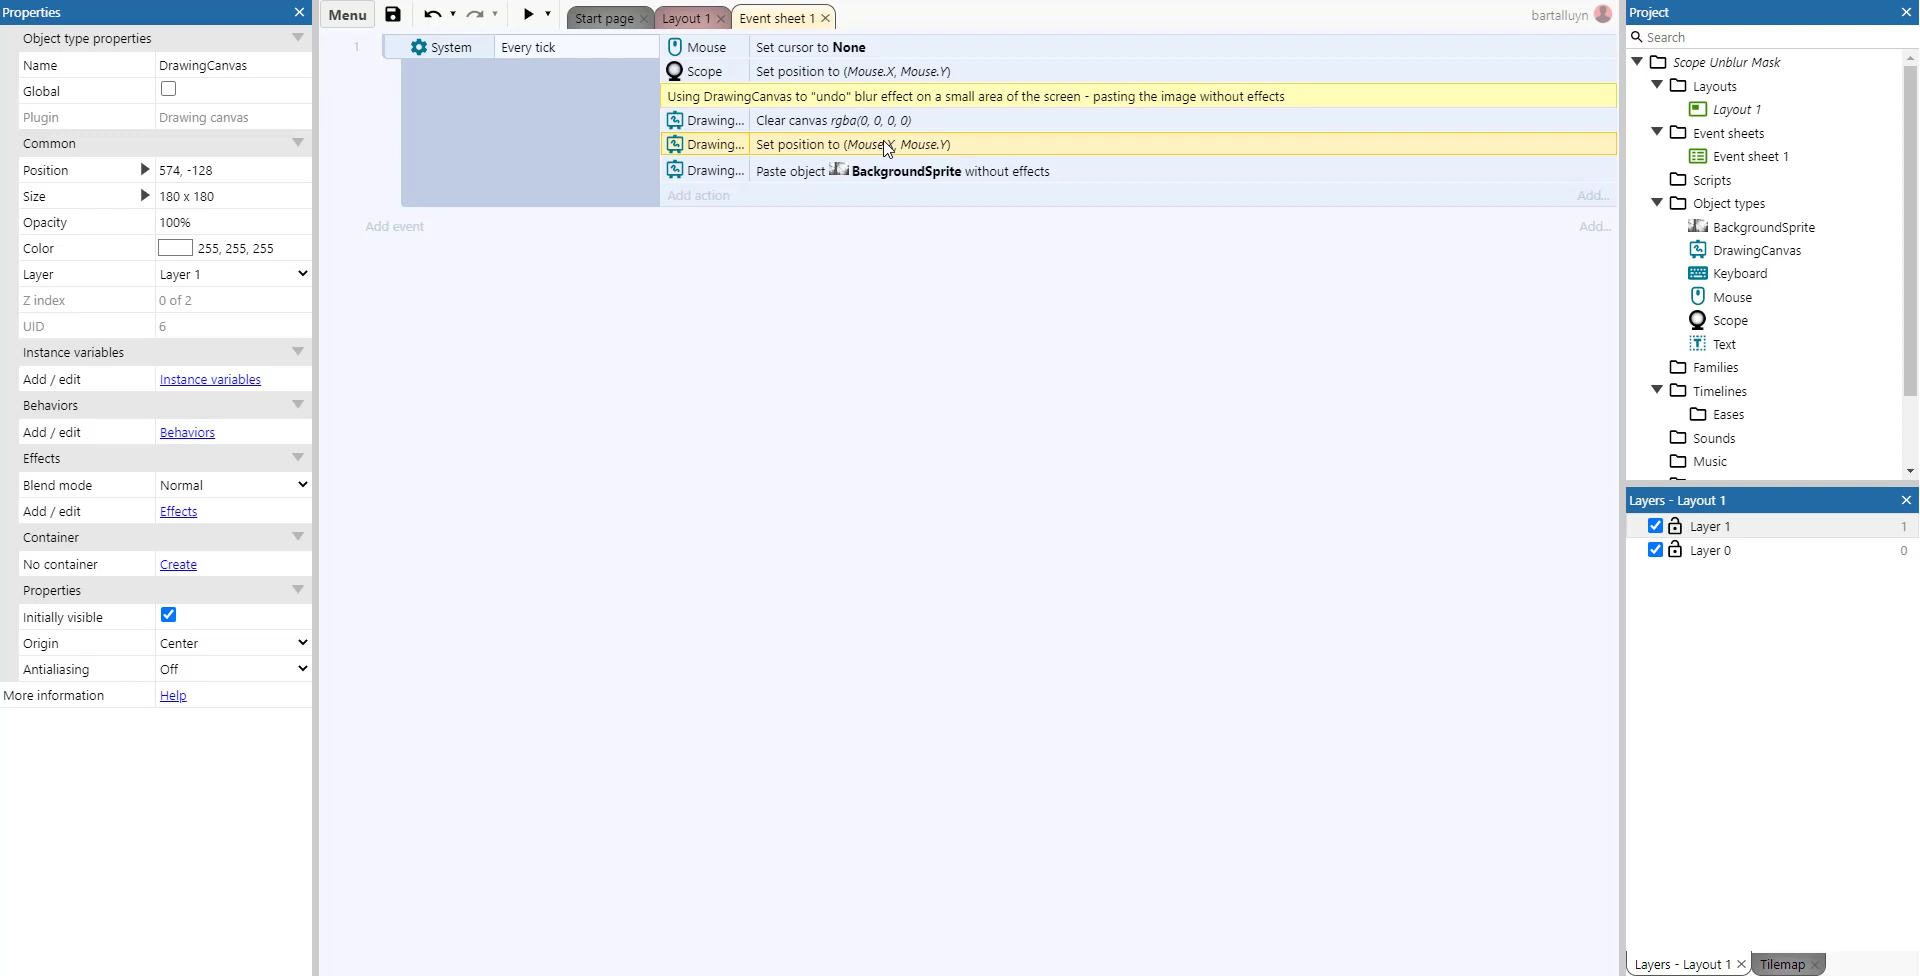 Properties
Object type properties
Name DrawingCanvas
Global
Plugin Drawing canvas
Common
Position 574, -128
Size 180 x 180
Opacity 100%
Color 255, 255, 255
Layer Layer 1
Z index 0 of 2
UID 6
Instance variables
Add / edit Instance variables
Behaviors
Add / edit Behaviors
Effects
Blend mode Normal
Add / edit Effects
Container
No container Create
Properties
Initially visible
Origin Center
Antialiasing Off
More information Help
Menu
Start page
Layout 1
Event sheet 1
bartalluyn
1 System Every tick Mouse Set cursor to None
Scope Set position to (Mouse.X, Mouse.Y)
Using DrawingCanvas to "undo" blur effect on a small area of the screen - pasting the image without effects
Drawing... Clear canvas rgba(0, 0, 0, 0)
Drawing... Set position to (Mouse.X, Mouse.Y)
Drawing... Paste object BackgroundSprite without effects
Add action Add...
Add event Add...
Project
Search
Scope Unblur Mask
Layouts
Layout 1
Event sheets
Event sheet 1
Scripts
Object types
BackgroundSprite
DrawingCanvas
Keyboard
Mouse
Scope
Text
Families
Timelines
Eases
Sounds
Music
Layers - Layout 1
Layer 1 1
Layer 0 0
Layers - Layout 1
Tilemap